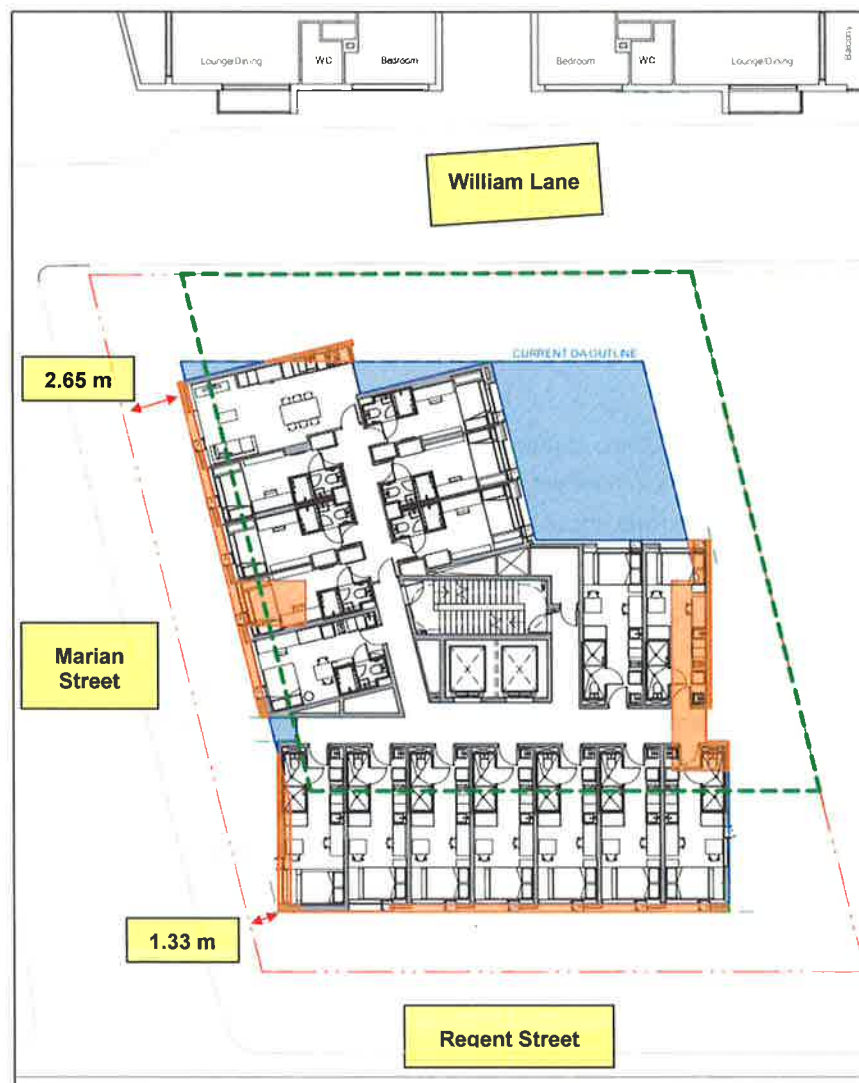 Lounge/Dining
WC
Bedroom
Bedroom
WC
Lounge/Dining
Balcony
William Lane
CURRENT DA OUTLINE
2.65 m
Marian
Street
1.33 m
Regent Street